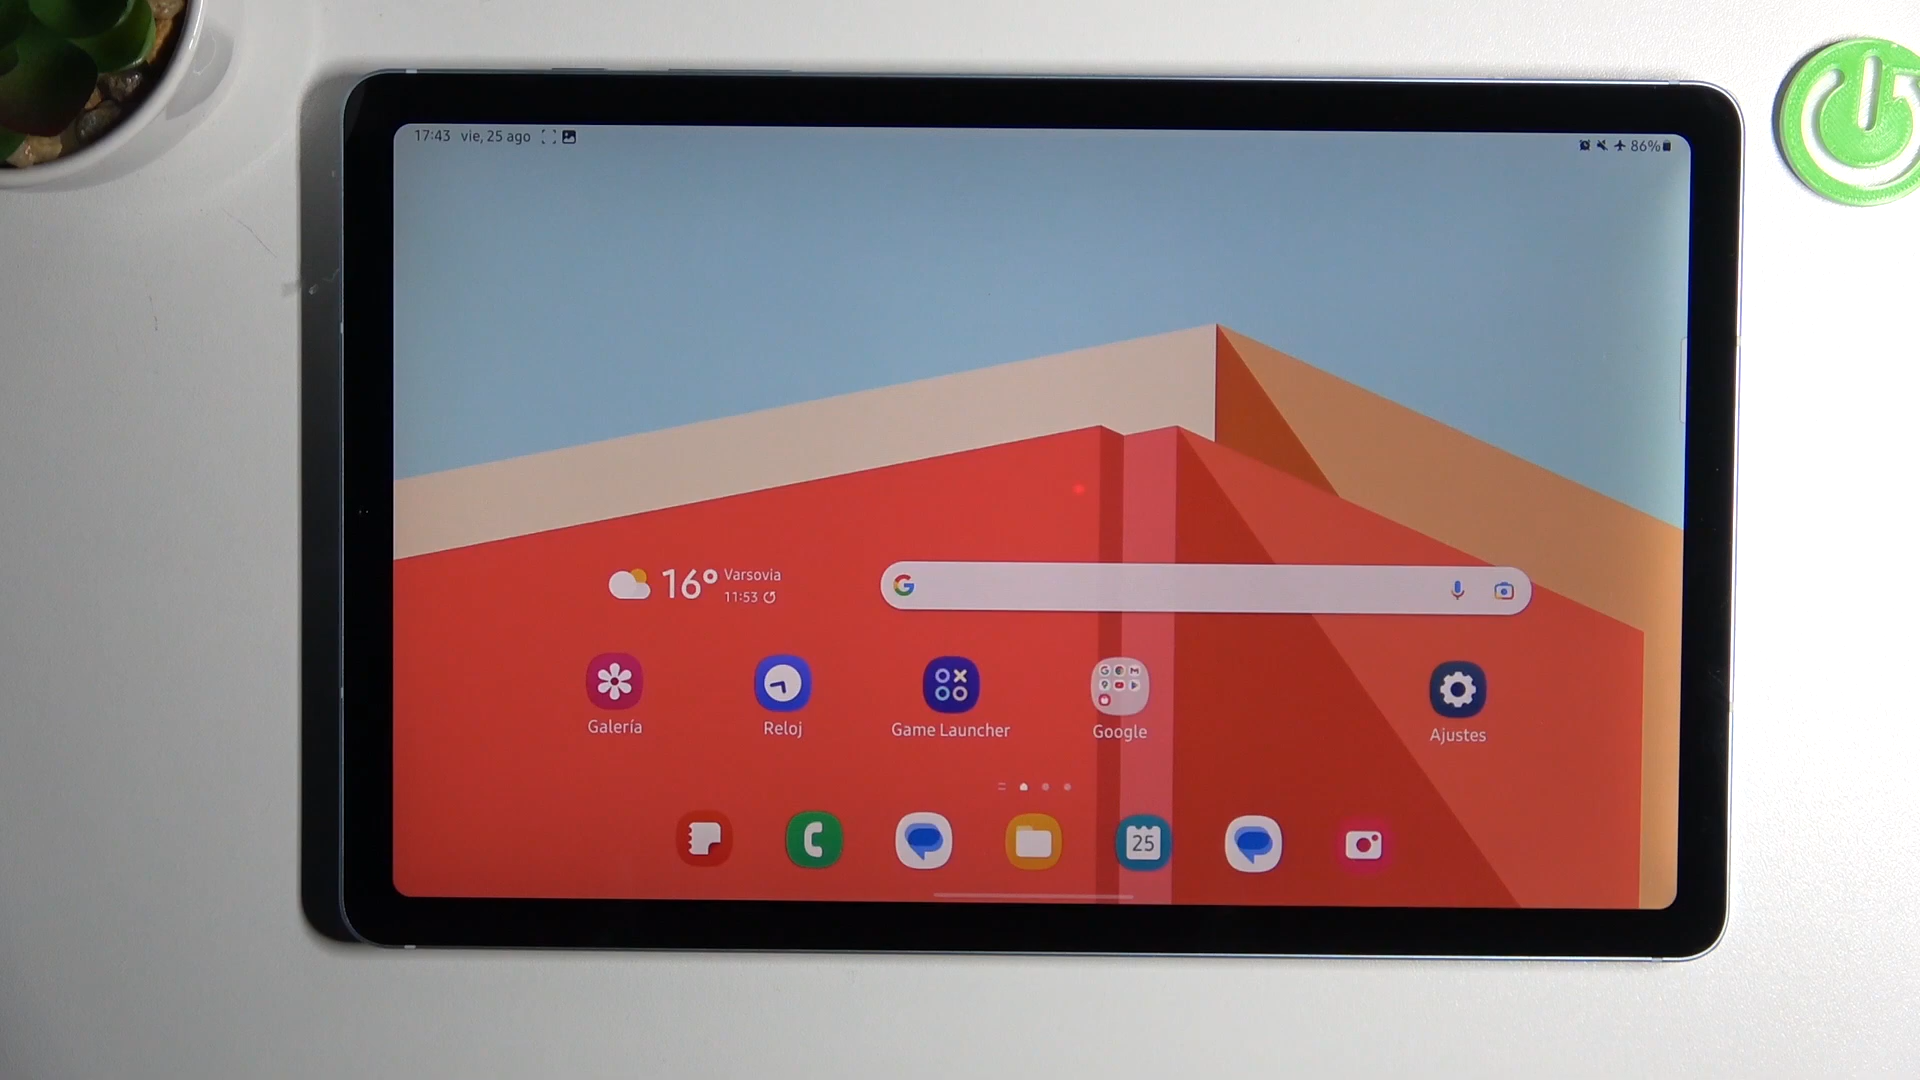 17:43 vie, 25 ago
86%
16° Varsovia
11:53
Galería
Reloj
Game Launcher
Google
Ajustes
25